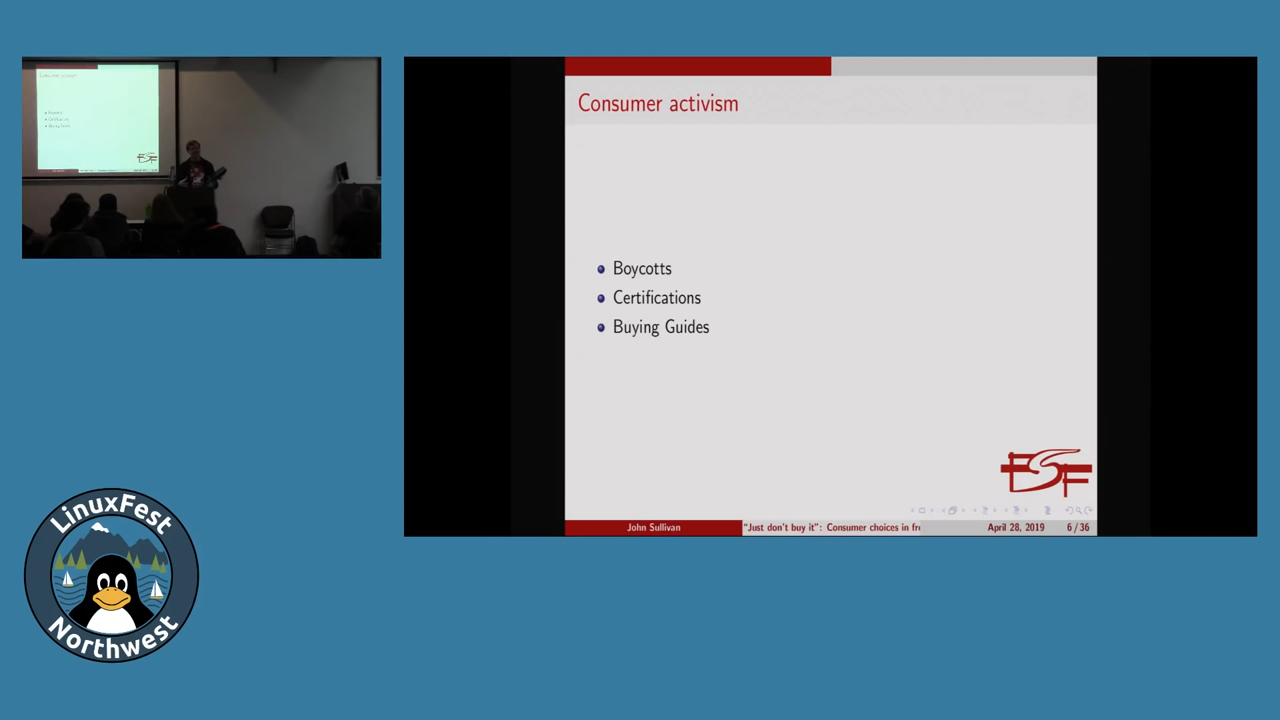 Consumer activism
Boycotts
Certifications
Buying Guides
FSF
John Sullivan
"Just don't buy it": Consumer choices in fr
April 28, 2019
6 / 36
LinuxFest
Northwest